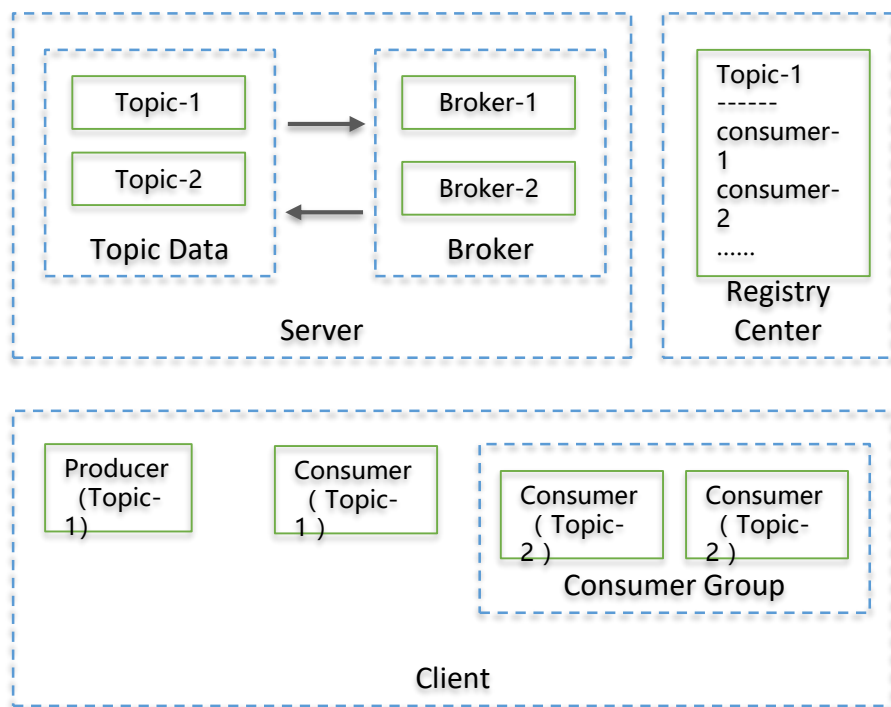 Topic-1
Topic-2
Topic Data
Broker-1
Broker-2
Broker
Server
Topic-1
------
consumer-
1
consumer-
2
......
Registry
Center
Producer
（Topic-
1)
Consumer
（ Topic-
1 ）
Consumer
（ Topic-
2 ）
Consumer
（ Topic-
2 ）
Consumer Group
Client